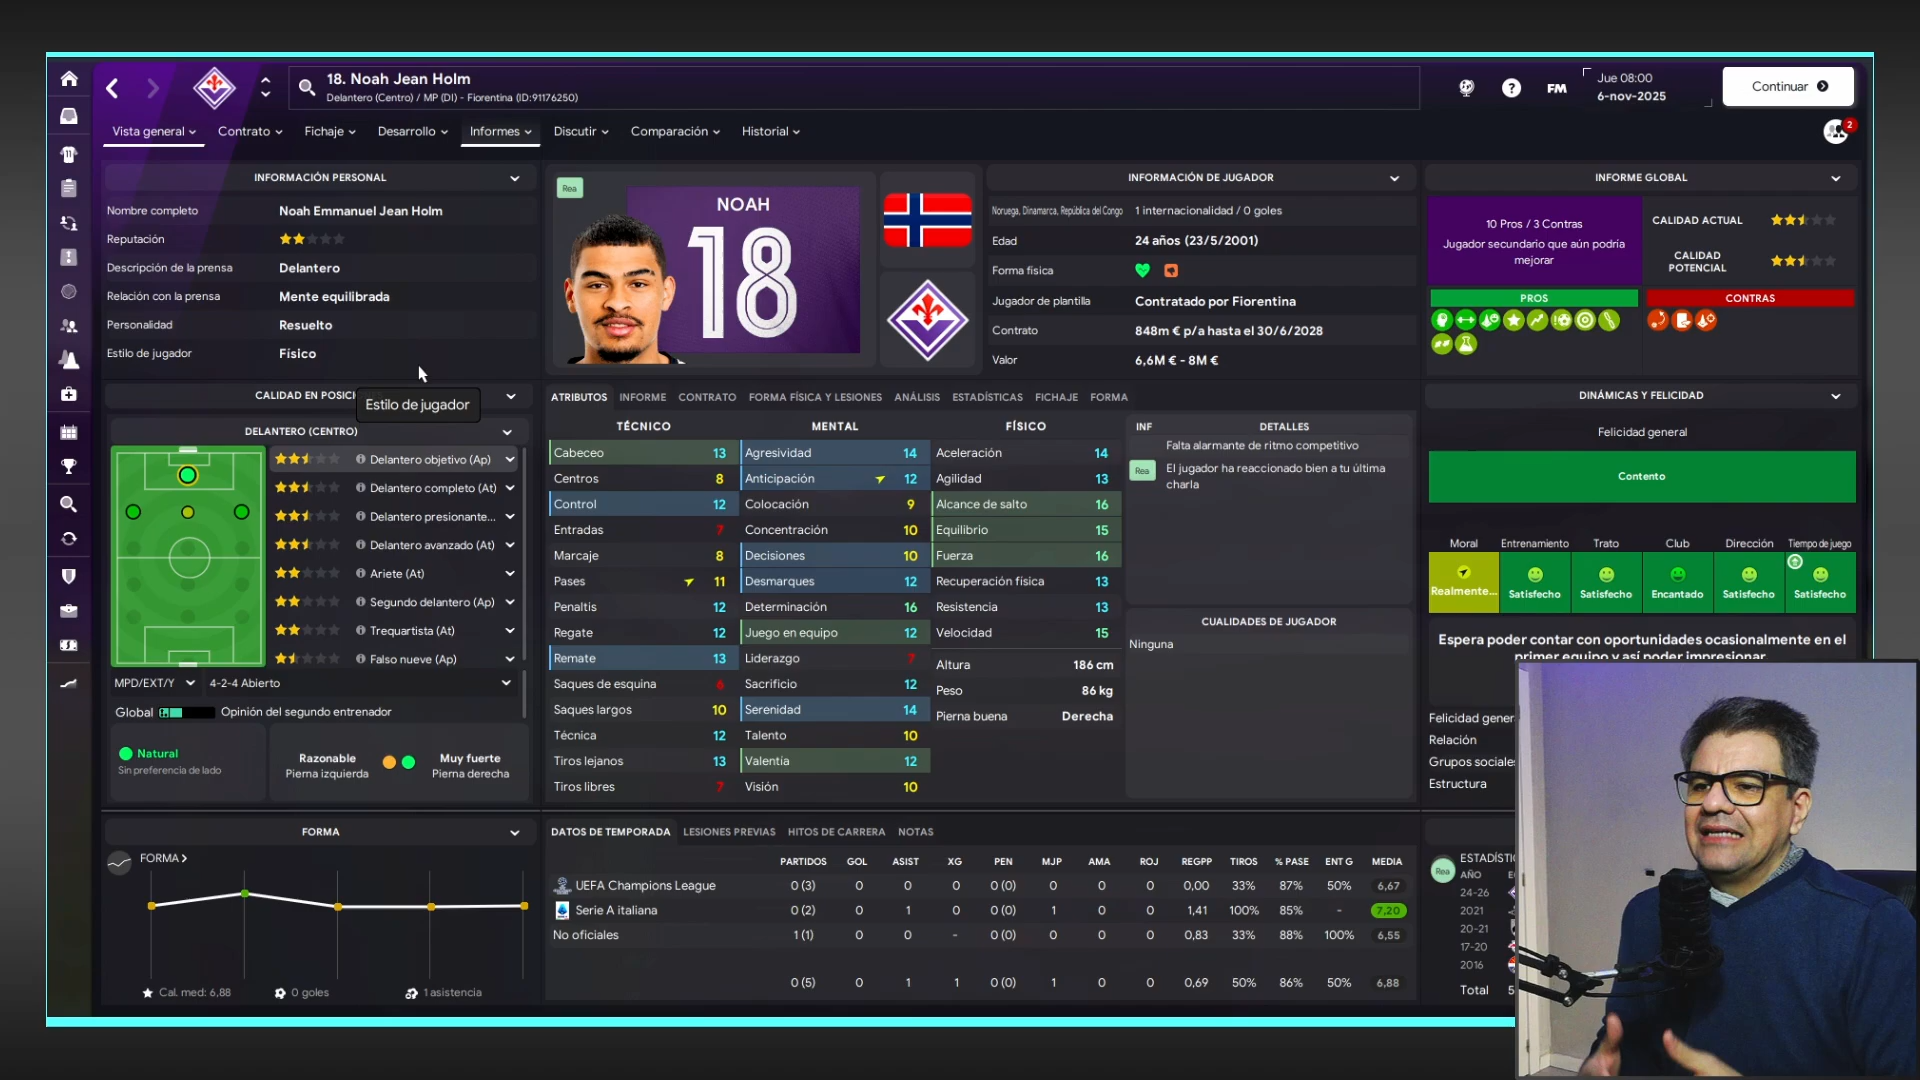 18. Noah Jean Holm
Delantero (Centro) / MP (DI) - Fiorentina (ID:91176250)
FM
Jue 08:00
6-nov-2025
Continuar
Vista general
Contrato
Fichaje
Desarrollo
Informes
Discutir
Comparación
Historial
2
INFORMACIÓN PERSONAL
Nombre completo Noah Emmanuel Jean Holm
Reputación
Descripción de la prensa Delantero
Relación con la prensa Mente equilibrada
Personalidad Resuelto
Estilo de jugador Físico
Rea
NOAH
18
INFORMACIÓN DE JUGADOR
Noruega, Dinamarca, República del Congo 1 internacionalidad / 0 goles
Edad 24 años (23/5/2001)
Forma física
Jugador de plantilla Contratado por Fiorentina
Contrato 848m € p/a hasta el 30/6/2028
Valor 6,6M € - 8M €
INFORME GLOBAL
10 Pros / 3 Contras
Jugador secundario que aún podría
mejorar
CALIDAD ACTUAL
CALIDAD
POTENCIAL
PROS
CONTRAS
CALIDAD EN POSICI
Estilo de jugador
DELANTERO (CENTRO)
Delantero objetivo (Ap)
Delantero completo (At)
Delantero presionante...
Delantero avanzado (At)
Ariete (At)
Segundo delantero (Ap)
Trequartista (At)
Falso nueve (Ap)
MPD/EXT/Y 4-2-4 Abierto
Global Opinión del segundo entrenador
Natural
Sin preferencia de lado
Razonable
Pierna izquierda
Muy fuerte
Pierna derecha
ATRIBUTOS INFORME CONTRATO FORMA FÍSICA Y LESIONES ANÁLISIS ESTADÍSTICAS FICHAJE FORMA
TÉCNICO
Cabeceo 13
Centros 8
Control 12
Entradas 7
Marcaje 8
Pases 11
Penaltis 12
Regate 12
Remate 13
Saques de esquina 6
Saques largos 10
Técnica 12
Tiros lejanos 13
Tiros libres 7
MENTAL
Agresividad 14
Anticipación 12
Colocación 9
Concentración 10
Decisiones 10
Desmarques 12
Determinación 16
Juego en equipo 12
Liderazgo 7
Sacrificio 12
Serenidad 14
Talento 10
Valentía 12
Visión 10
FÍSICO
Aceleración 14
Agilidad 13
Alcance de salto 16
Equilibrio 15
Fuerza 16
Recuperación física 13
Resistencia 13
Velocidad 15
Altura 186 cm
Peso 86 kg
Pierna buena Derecha
INF DETALLES
Falta alarmante de ritmo competitivo
Rea
El jugador ha reaccionado bien a tu última
charla
CUALIDADES DE JUGADOR
Ninguna
DINÁMICAS Y FELICIDAD
Felicidad general
Contento
Moral Entrenamiento Trato Club Dirección Tiempo de juego
Realmente... Satisfecho Satisfecho Encantado Satisfecho Satisfecho
Espera poder contar con oportunidades ocasionalmente en el
primer equipo y así poder impresionar
Felicidad gener
Relación
Grupos sociale
Estructura
FORMA
FORMA
Cal. med: 6,88
0 goles
1 asistencia
DATOS DE TEMPORADA LESIONES PREVIAS HITOS DE CARRERA NOTAS
PARTIDOS GOL ASIST XG PEN MJP AMA ROJ REGPP TIROS % PASE ENT G MEDIA
UEFA Champions League 0 (3) 0 0 0 0 (0) 0 0 0 0,00 33% 87% 50% 6,67
Serie A italiana 0 (2) 0 1 0 0 (0) 1 0 0 1,41 100% 85% - 7,20
No oficiales 1 (1) 0 0 - 0 (0) 0 0 0 0,83 33% 88% 100% 6,55
0 (5) 0 1 1 0 (0) 1 0 0 0,69 50% 86% 50% 6,88
Rea
ESTADÍSTI
AÑO
24-26
2021
20-21
17-20
2016
Total 5